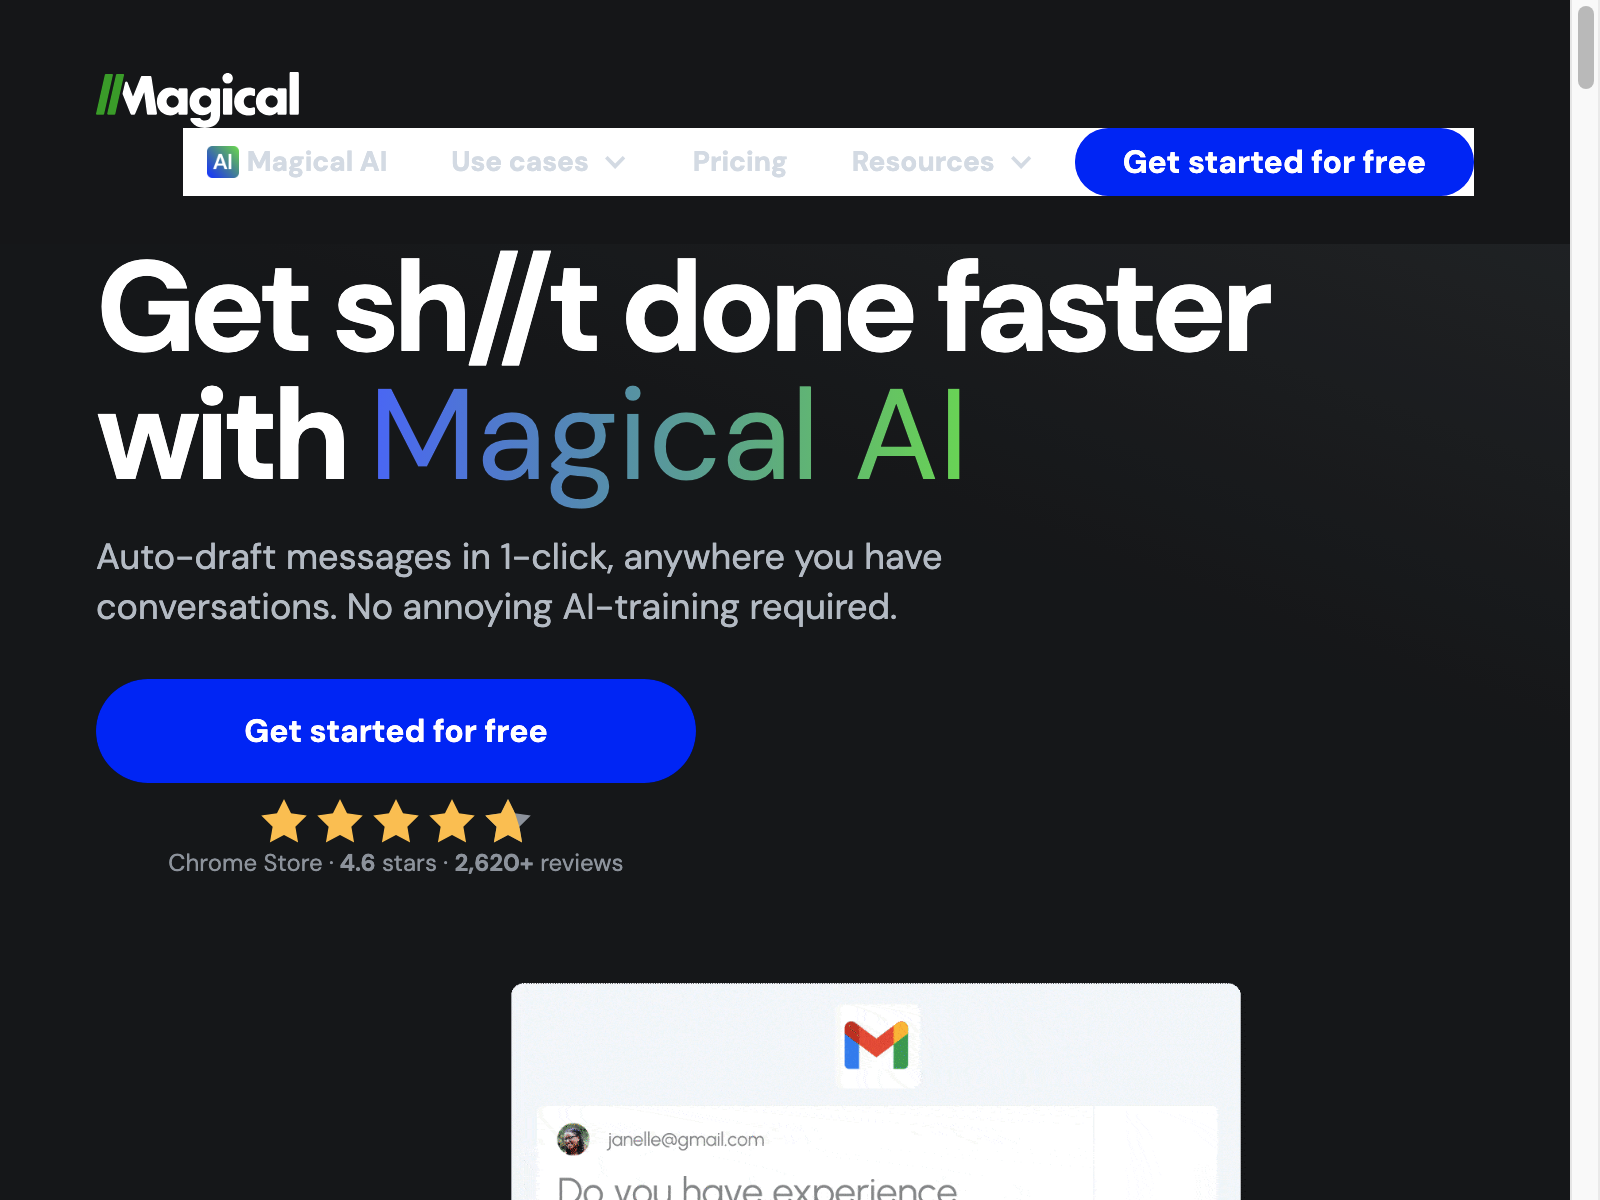 //Magical
AI Magical AI Use cases Pricing Resources Get started for free
Get sh//t done faster
with Magical AI
Auto-draft messages in 1-click, anywhere you have
conversations. No annoying AI-training required.
Get started for free
Chrome Store · 4.6 stars · 2,620+ reviews
janelle@gmail.com
Do you have experience